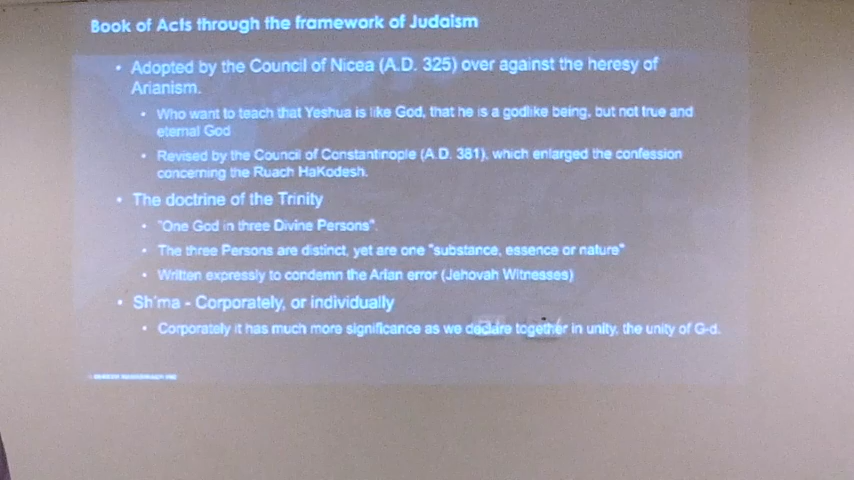 Book of Acts through the framework of Judaism
• Adopted by the Council of Nicea (A.D. 325) over against the heresy of
Arianism.
• Who want to teach that Yeshua is like God, that he is a godlike being, but not true and
eternal God
• Revised by the Council of Constantinople (A.D. 381), which enlarged the confession
concerning the Ruach HaKodesh.
• The doctrine of the Trinity
• "One God in three Divine Persons".
• The three Persons are distinct, yet are one "substance, essence or nature"
• Written expressly to condemn the Arian error (Jehovah Witnesses)
• Sh'ma - Corporately, or individually
• Corporately it has much more significance as we declare together in unity, the unity of G-d.